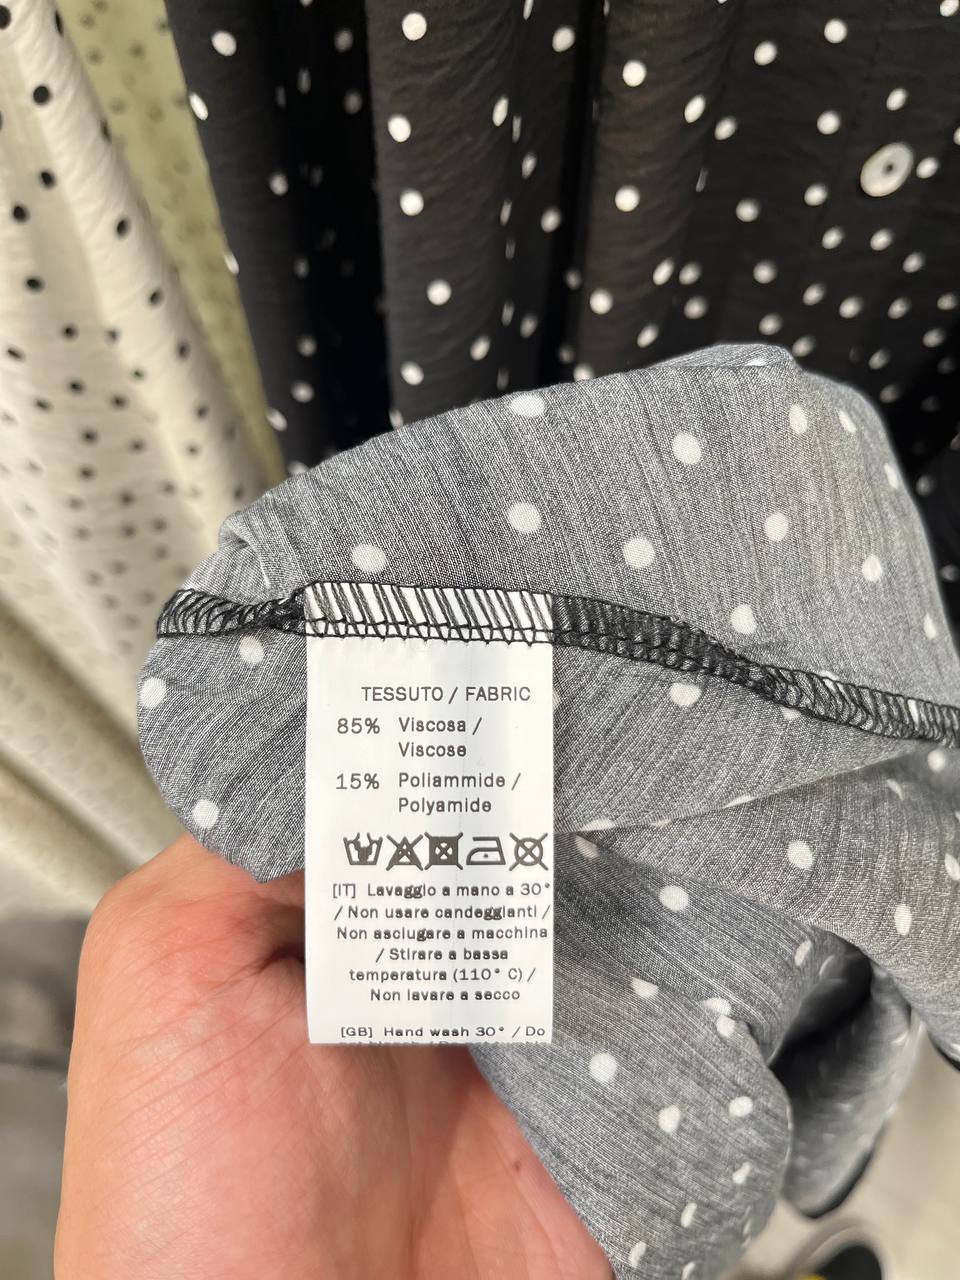 TESSUTO / FABRIC
85% Viscosa /
Viscose
15% Poliammide /
Polyamide
[IT] Lavaggio a mano a 30°
/ Non usare candeggianti /
Non asciugare a macchina
/ Stirare a bassa
temperatura (110° C) /
Non lavare a secco
[GB] Hand wash 30° / Do